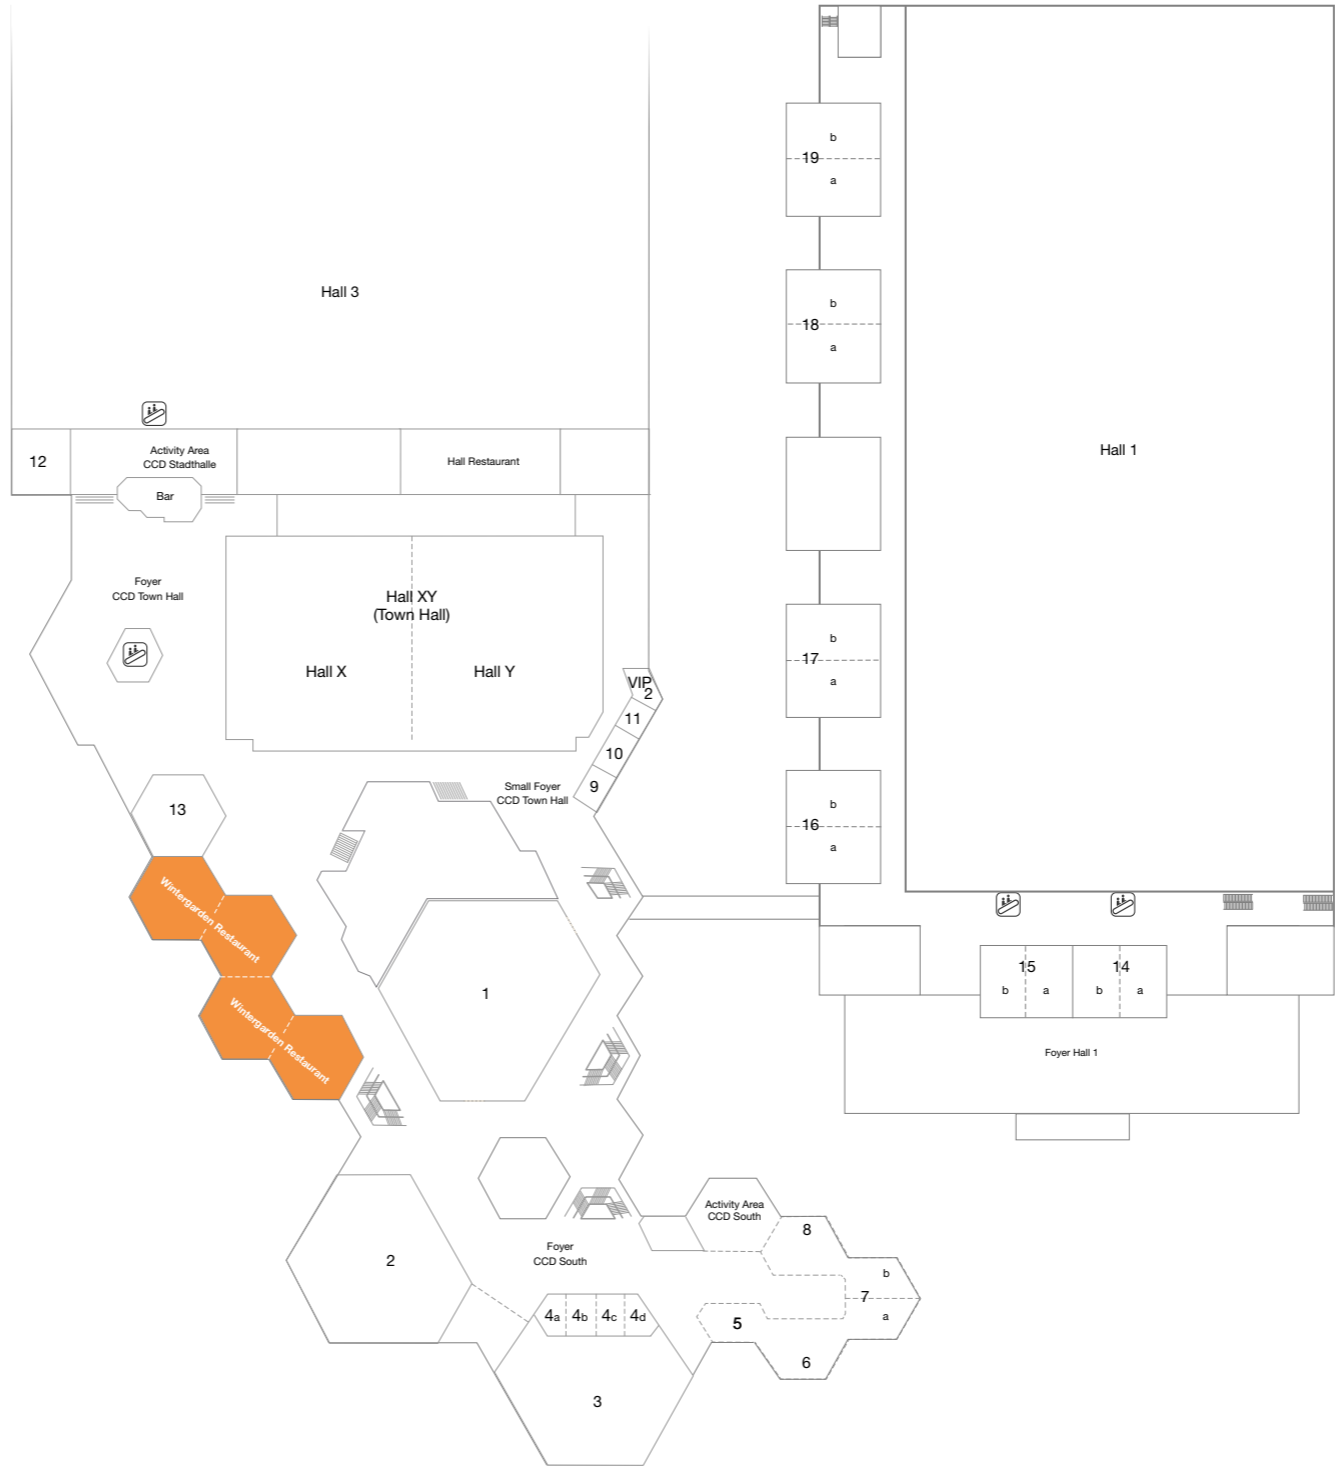 b
19
a
Hall 3
b
18
a
Hall 1
12
Activity Area
CCD Stadthalle
Hall Restaurant
Bar
Foyer
CCD Town Hall
Hall XY
(Town Hall)
Hall X
Hall Y
b
17
a
VIP
2
11
10
9
Small Foyer
CCD Town Hall
13
b
16
a
Wintergarden Restaurant
Wintergarden Restaurant
1
15
b
a
14
b
a
Foyer Hall 1
Activity Area
CCD South
8
2
Foyer
CCD South
b
7
a
4a
4b
4c
4d
5
6
3